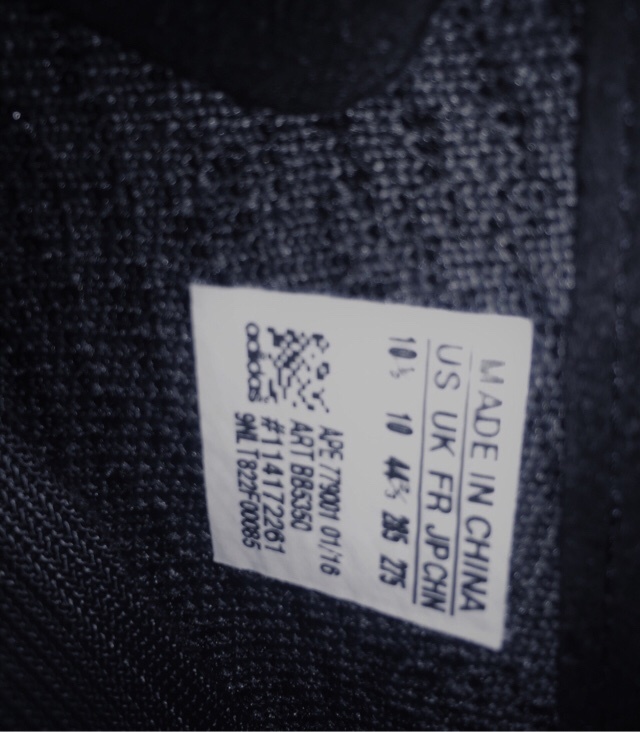 MADE IN CHINA
US UK FR JP CHN
10½ 10 44⅔ 285 275
APE 779001 01/16
ART BB5350
#114172261
9MLT822F00085
adidas